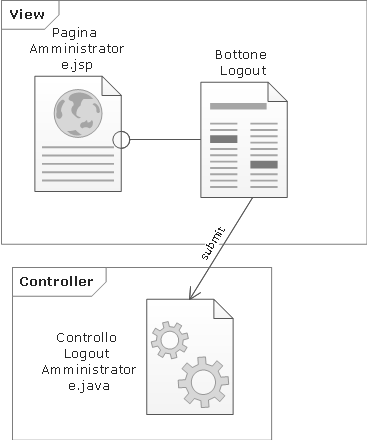 View
Pagina
Amministrator
e.jsp
Bottone
Logout
submit
Controller
Controllo
Logout
Amministrator
e.java